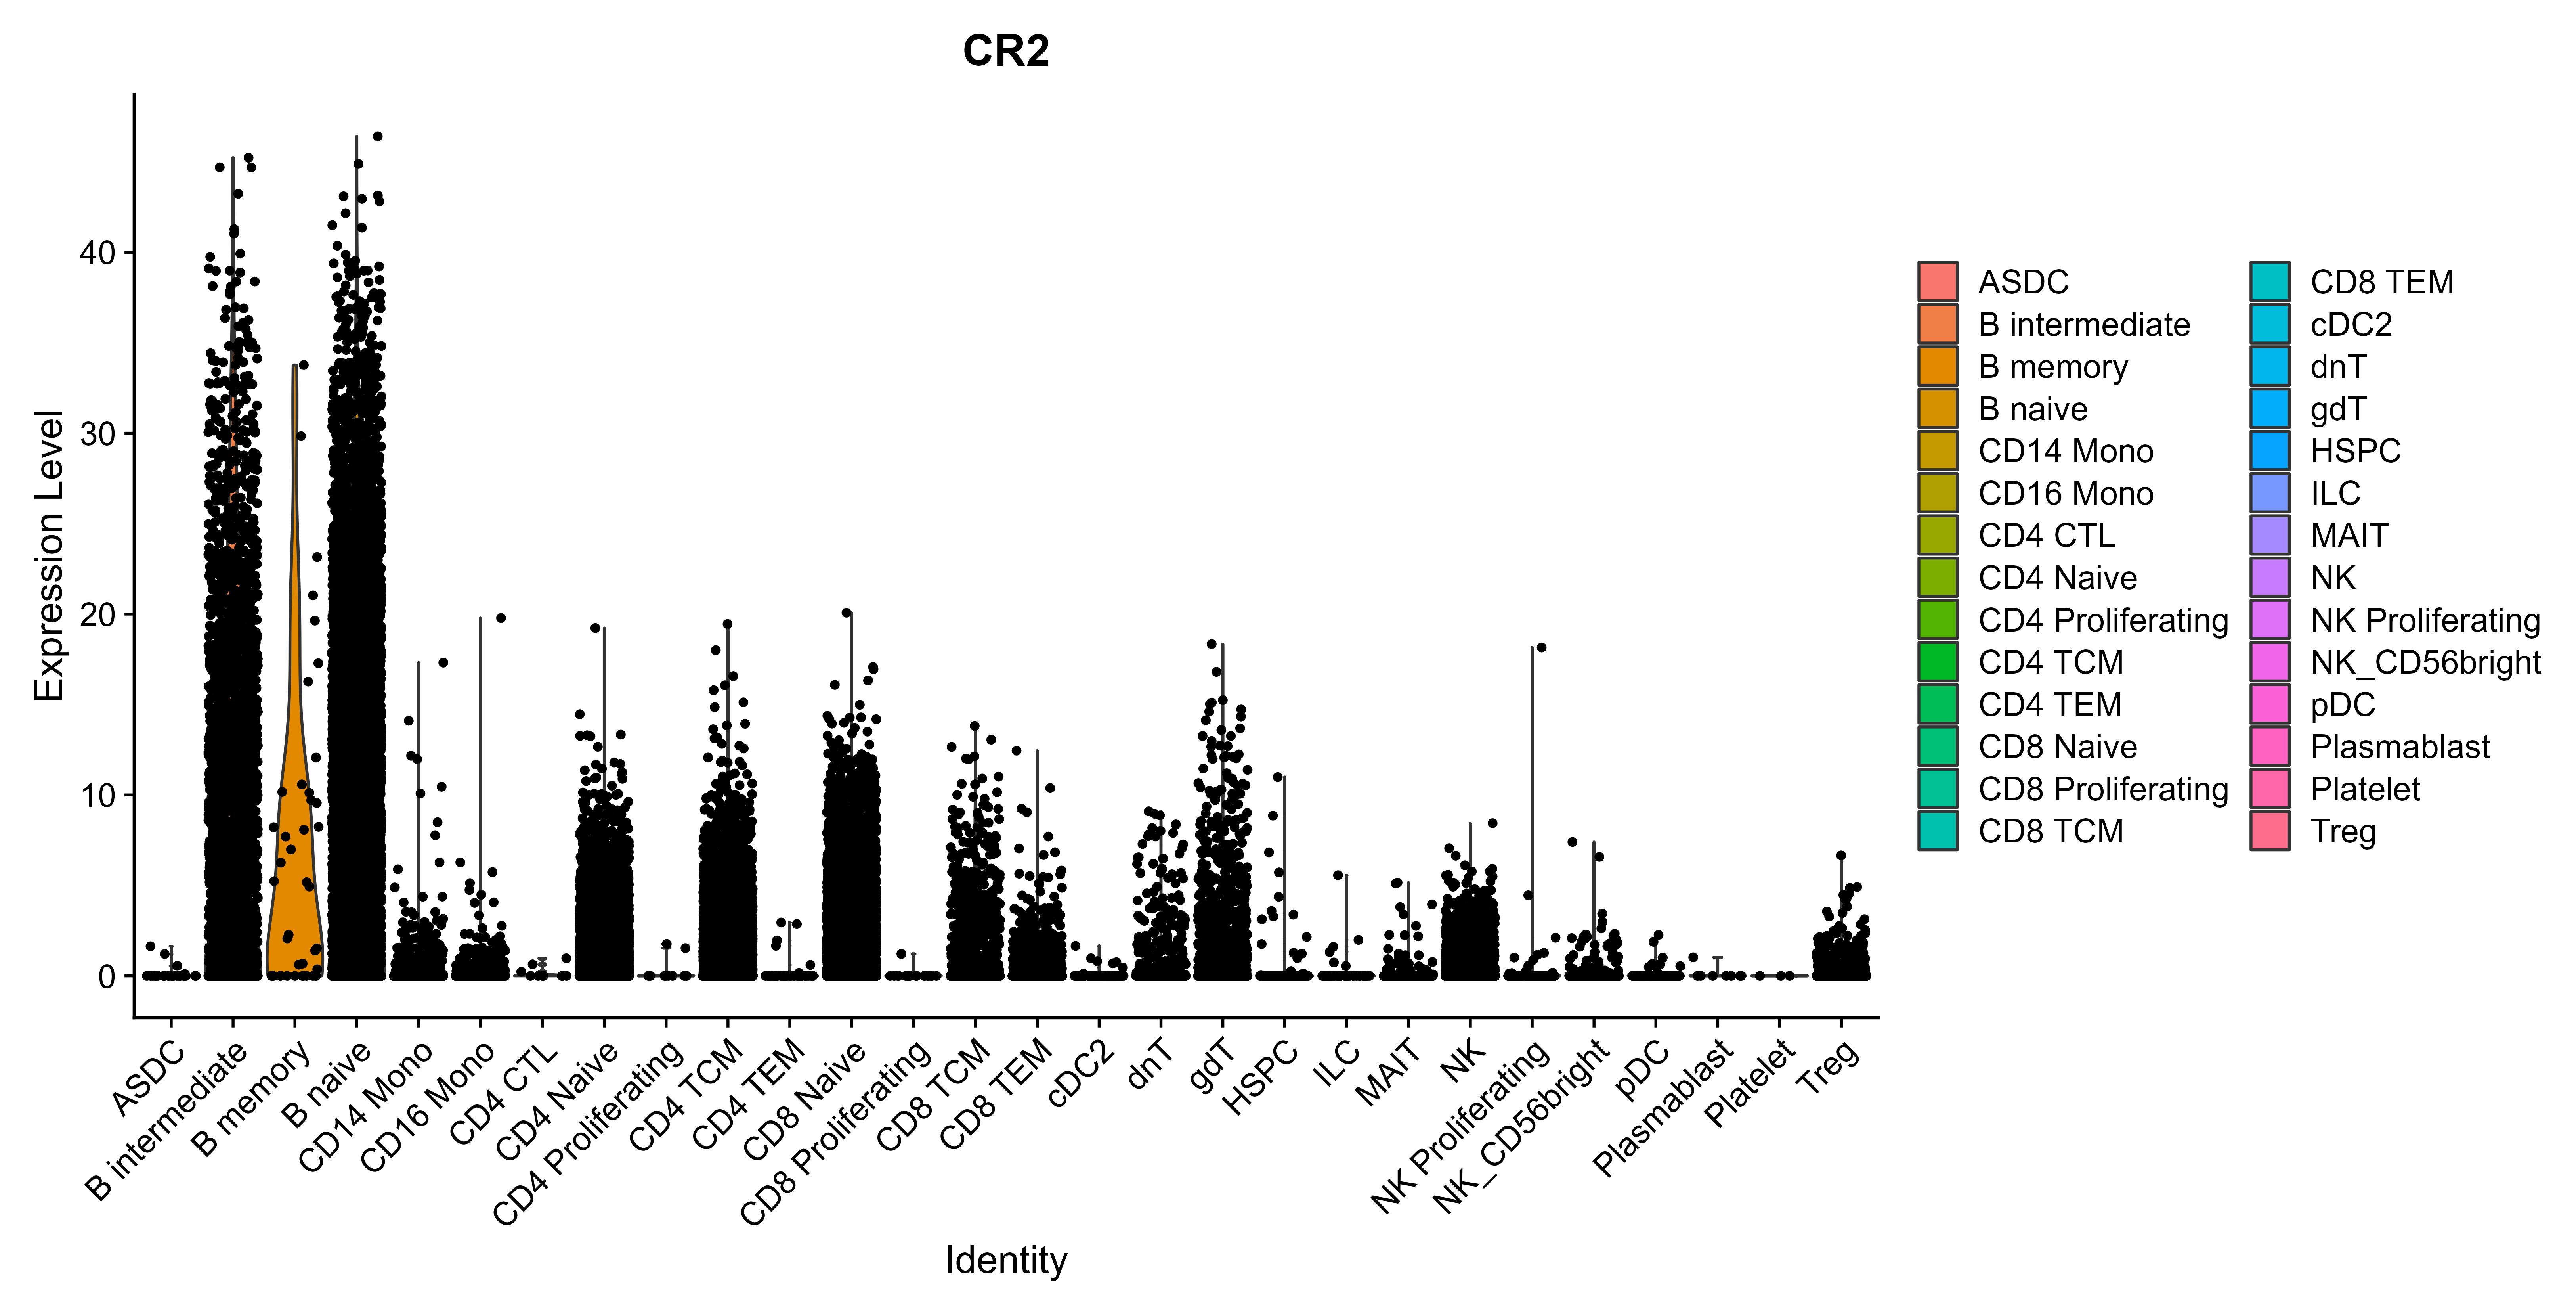 CR2
Expression Level
40
30
20
10
0
ASDC
B intermediate
B memory
B naive
CD14 Mono
CD16 Mono
CD4 CTL
CD4 Naive
CD4 Proliferating
CD4 TCM
CD4 TEM
CD8 Naive
CD8 Proliferating
CD8 TCM
CD8 TEM
cDC2
dnT
gdT
HSPC
ILC
MAIT
NK
NK Proliferating
NK_CD56bright
pDC
Plasmablast
Platelet
Treg
Identity
ASDC
B intermediate
B memory
B naive
CD14 Mono
CD16 Mono
CD4 CTL
CD4 Naive
CD4 Proliferating
CD4 TCM
CD4 TEM
CD8 Naive
CD8 Proliferating
CD8 TCM
CD8 TEM
cDC2
dnT
gdT
HSPC
ILC
MAIT
NK
NK Proliferating
NK_CD56bright
pDC
Plasmablast
Platelet
Treg